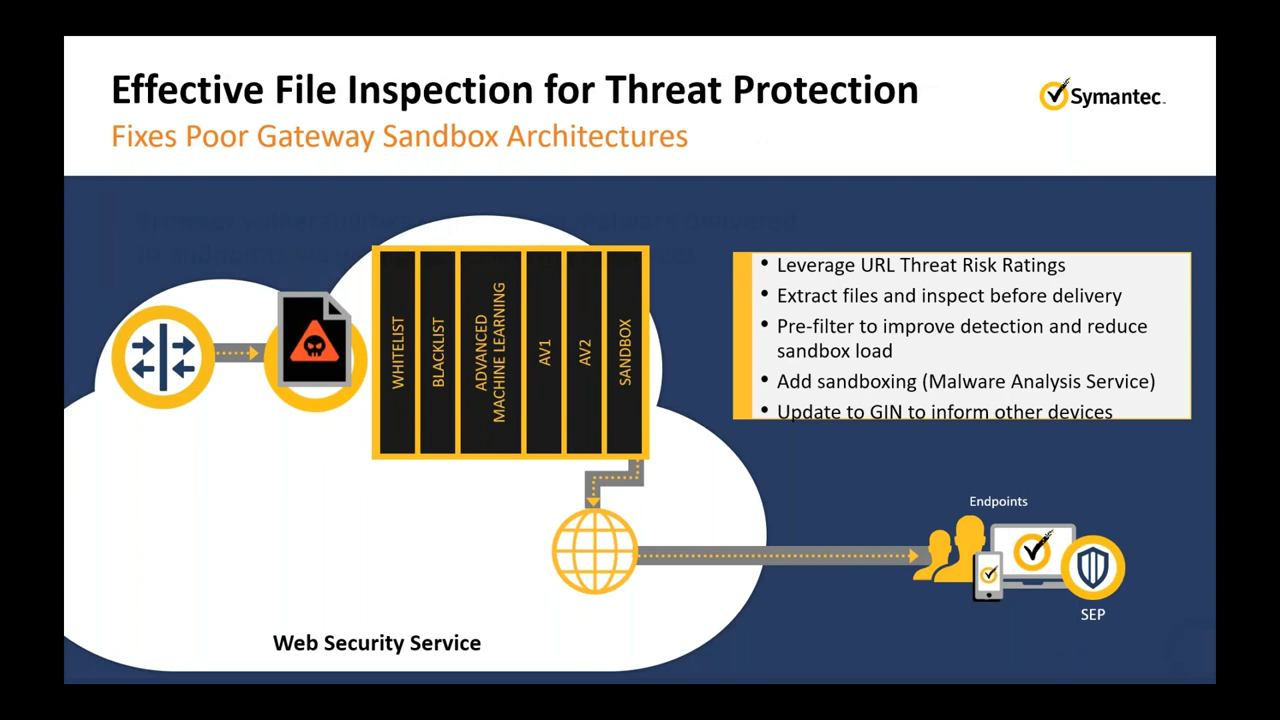 Effective File Inspection for Threat Protection
Fixes Poor Gateway Sandbox Architectures
Symantec™
WHITELIST
BLACKLIST
ADVANCED
MACHINE LEARNING
AV1
AV2
SANDBOX
• Leverage URL Threat Risk Ratings
• Extract files and inspect before delivery
• Pre-filter to improve detection and reduce
sandbox load
• Add sandboxing (Malware Analysis Service)
• Update to GIN to inform other devices
Endpoints
SEP
Web Security Service